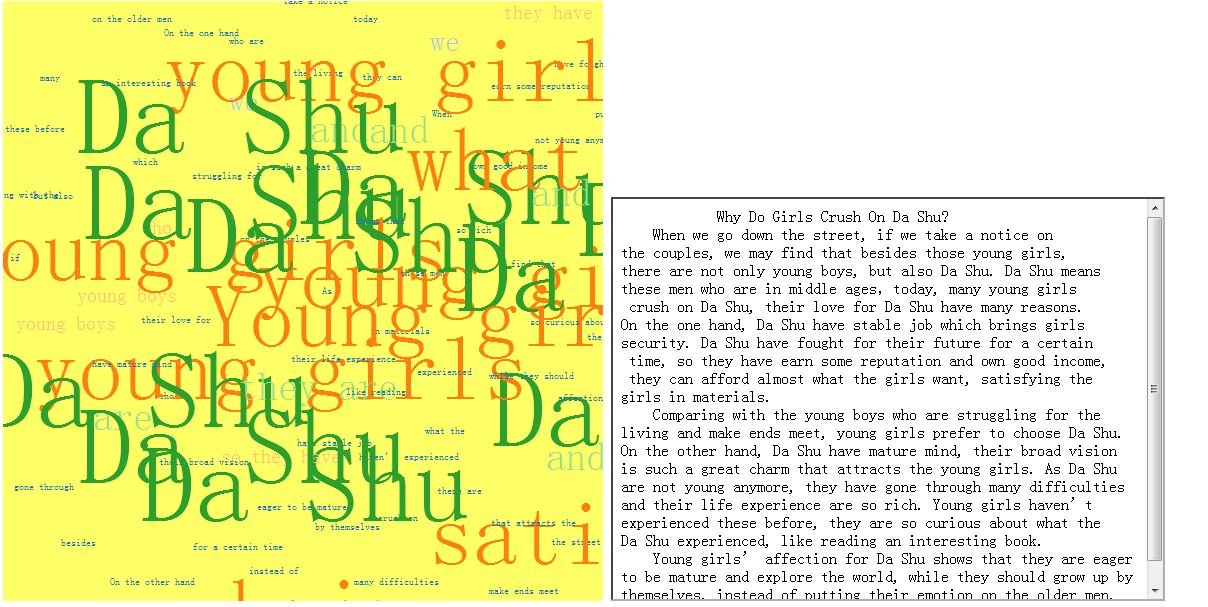 take a notice
they have
on the older men
today
On the one hand
who are
we
love fough
young girl
many
an interesting book
the living
they can
earn some reputation
we
Da Shu
When
pu
these before
and
and
not young anym
what
which
is such a great charm
own good income
struggling for
Da Shu
Da
Shu
ng with the
but also
and
Da Shu
who
so rich
oung girls
on the couples
if
find that
these men
young gi
Da
young boys
As
Young gir
young boys
their love for
in materials
so curious abou
the
young girls
have mature mind
their life experience
experienced
while they should
Da Shu
they are
like reading
affection
Da
are
what the
Da Shu
have stable job
so they have
haven'
experienced
and
their broad vision
Da Shu
gone through
there are
eager to be mature
by themselves
that attracts the
sati
besides
for a certain time
the street
instead of
On the other hand
many difficulties
make ends meet
Why Do Girls Crush On Da Shu?
When we go down the street, if we take a notice on
the couples, we may find that besides those young girls,
there are not only young boys, but also Da Shu. Da Shu means
these men who are in middle ages, today, many young girls
crush on Da Shu, their love for Da Shu have many reasons.
On the one hand, Da Shu have stable job which brings girls
security. Da Shu have fought for their future for a certain
time, so they have earn some reputation and own good income,
they can afford almost what the girls want, satisfying the
girls in materials.
Comparing with the young boys who are struggling for the
living and make ends meet, young girls prefer to choose Da Shu.
On the other hand, Da Shu have mature mind, their broad vision
is such a great charm that attracts the young girls. As Da Shu
are not young anymore, they have gone through many difficulties
and their life experience are so rich. Young girls haven't
experienced these before, they are so curious about what the
Da Shu experienced, like reading an interesting book.
Young girls' affection for Da Shu shows that they are eager
to be mature and explore the world, while they should grow up by
themselves, instead of putting their emotion on the older men.